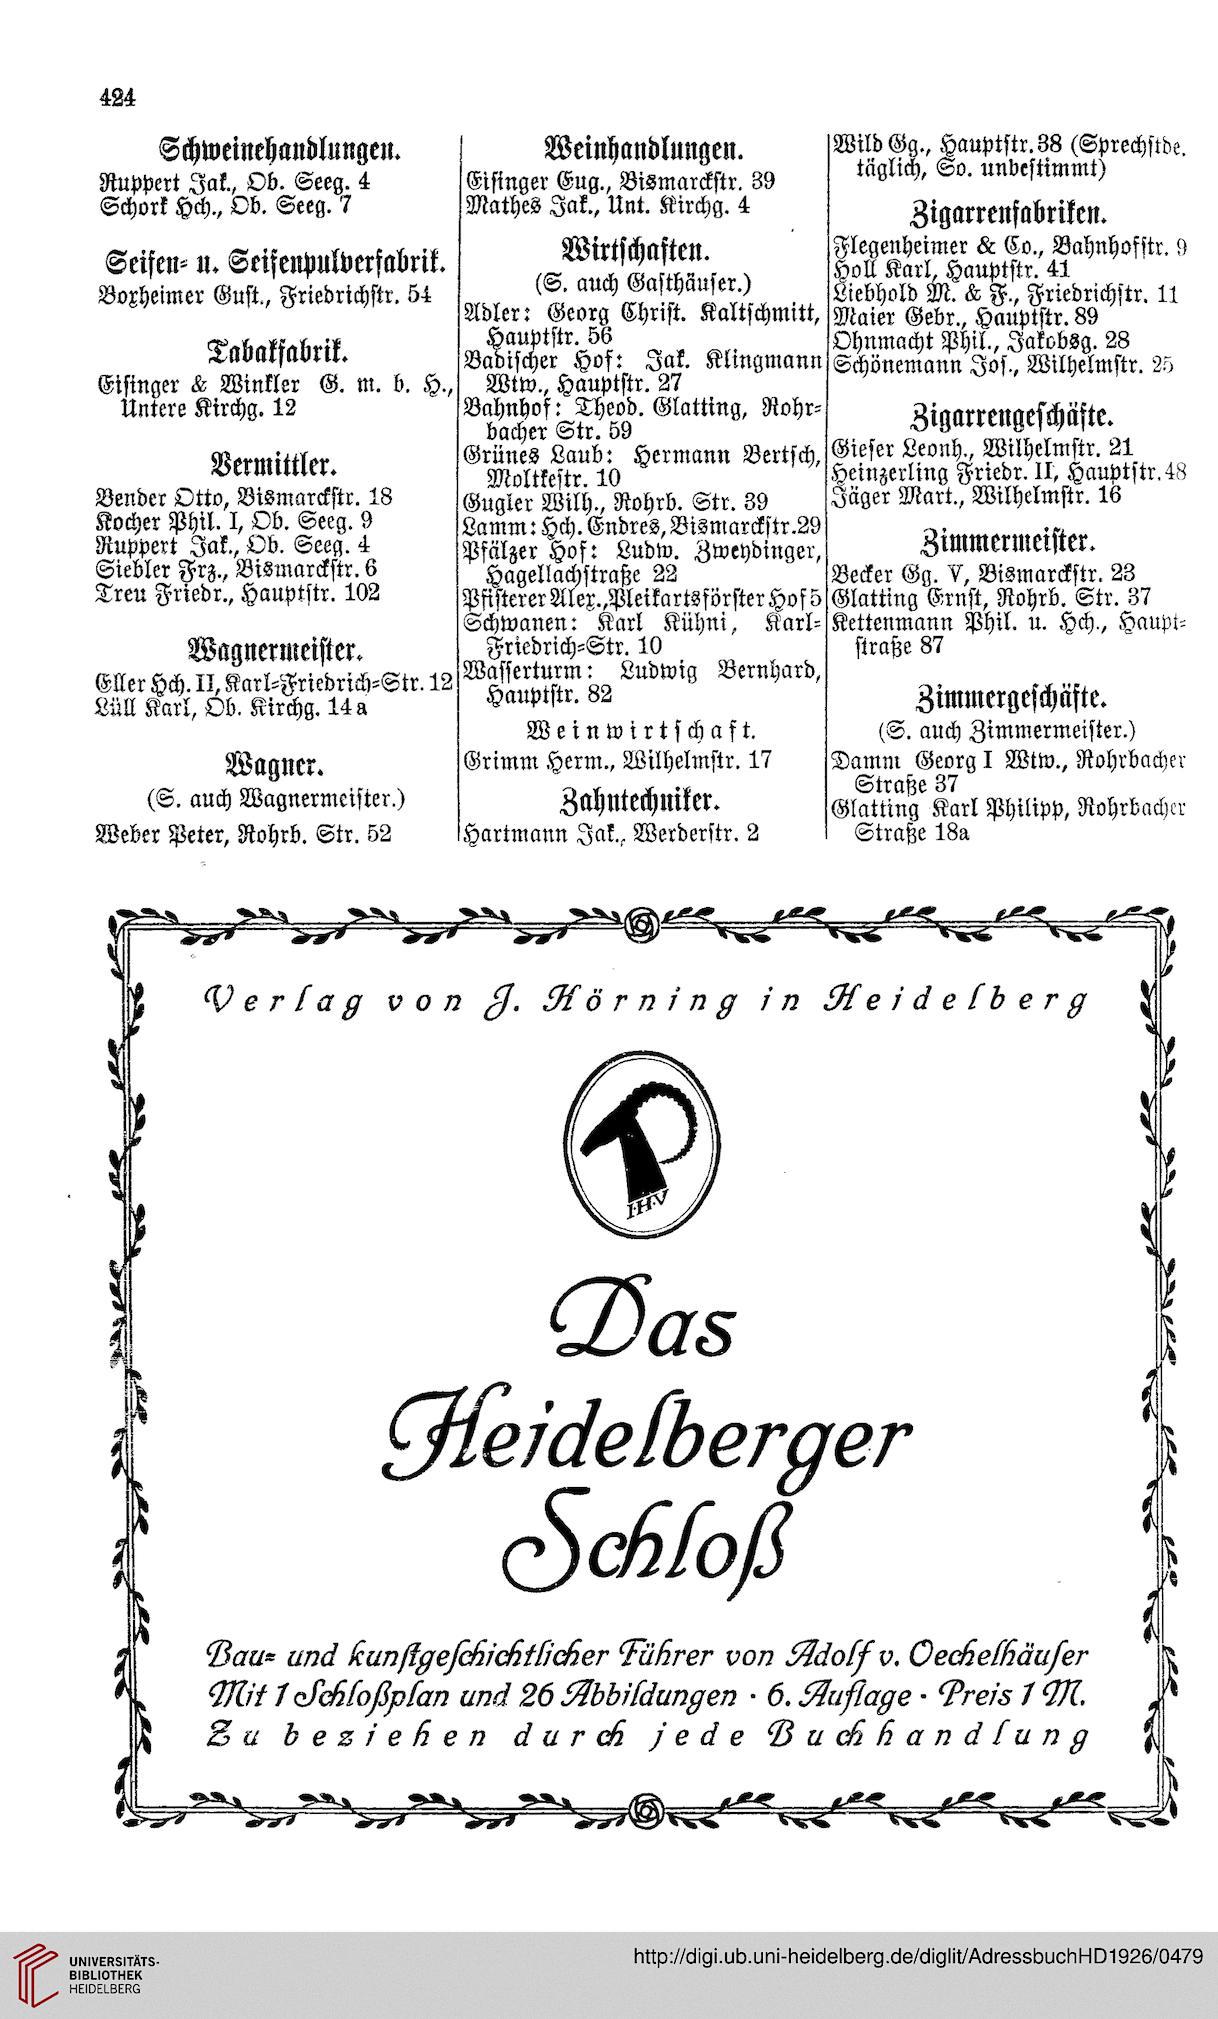 424
Schweinehandlungen.
Ruppert Jak., Ob. Seeg. 4
Schork Hch., Ob. Seeg. 7
Seifen- u. Seifenpulverfabrik.
Boxheimer Gust., Friedrichstr. 54
Tabakfabrik.
Eisinger & Winkler G. m. b. H.,
Untere Kirchg. 12
Vermittler.
Bender Otto, Bismarckstr. 18
Kocher Phil. I, Ob. Seeg. 9
Ruppert Jak., Ob. Seeg. 4
Siebler Frz., Bismarckstr. 6
Treu Friedr., Hauptstr. 102
Wagnermeister.
Eller Hch. II, Karl-Friedrich-Str. 12
Lüll Karl, Ob. Kirchg. 14a
Wagner.
(S. auch Wagnermeister.)
Weber Peter, Rohrb. Str. 52
Weinhandlungen.
Eisinger Eug., Bismarckstr. 39
Mathes Jak., Unt. Kirchg. 4
Wirtschaften.
(S. auch Gasthäuser.)
Adler: Georg Christ. Kaltschmitt,
Hauptstr. 56
Badischer Hof: Jak. Klingmann
Wtw., Hauptstr. 27
Bahnhof: Theod. Glatting, Rohr-
bacher Str. 59
Grünes Laub: Hermann Bertsch,
Moltkestr. 10
Gugler Wilh., Rohrb. Str. 39
Lamm: Hch. Endres, Bismarckstr. 29
Pfälzer Hof: Ludw. Zweydinger,
Hagellachstraße 22
Pfisterer Alex., Pleikartsförster Hof 5
Schwanen: Karl Kühni, Karl-
Friedrich-Str. 10
Wasserturm: Ludwig Bernhard,
Hauptstr. 82
Weinwirtschaft.
Grimm Herm., Wilhelmstr. 17
Zahntechniker.
Hartmann Jak., Werderstr. 2
Wild Gg., Hauptstr. 38 (Sprechstde.
täglich, So. unbestimmt)
Zigarrenfabriken.
Flegenheimer & Co., Bahnhofstr. 9
Holl Karl, Hauptstr. 41
Liebhold M. & F., Friedrichstr. 11
Maier Gebr., Hauptstr. 89
Ohnmacht Phil., Jakobsg. 28
Schönemann Jos., Wilhelmstr. 25
Zigarrengeschäfte.
Gieser Leonh., Wilhelmstr. 21
Heinzerling Friedr. II, Hauptstr. 48
Jäger Mart., Wilhelmstr. 16
Zimmermeister.
Becker Gg. V, Bismarckstr. 23
Glatting Ernst, Rohrb. Str. 37
Kettenmann Phil. u. Hch., Haupt-
straße 87
Zimmergeschäfte.
(S. auch Zimmermeister.)
Damm Georg I Wtw., Rohrbacher
Straße 37
Glatting Karl Philipp, Rohrbacher
Straße 18a
Verlag von J. Hörning in Heidelberg
I·H·V
Das
Heidelberger
Schloß
Bau- und kunstgeschichtlicher Führer von Adolf v. Oechelhäuser
Mit 1 Schloßplan und 26 Abbildungen · 6. Auflage · Preis 1 M.
Zu beziehen durch jede Buchhandlung
UNIVERSITÄTS-
BIBLIOTHEK
HEIDELBERG
http://digi.ub.uni-heidelberg.de/diglit/AdressbuchHD1926/0479